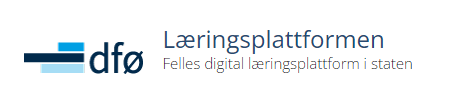 dfø
Læringsplattformen
Felles digital læringsplattform i staten